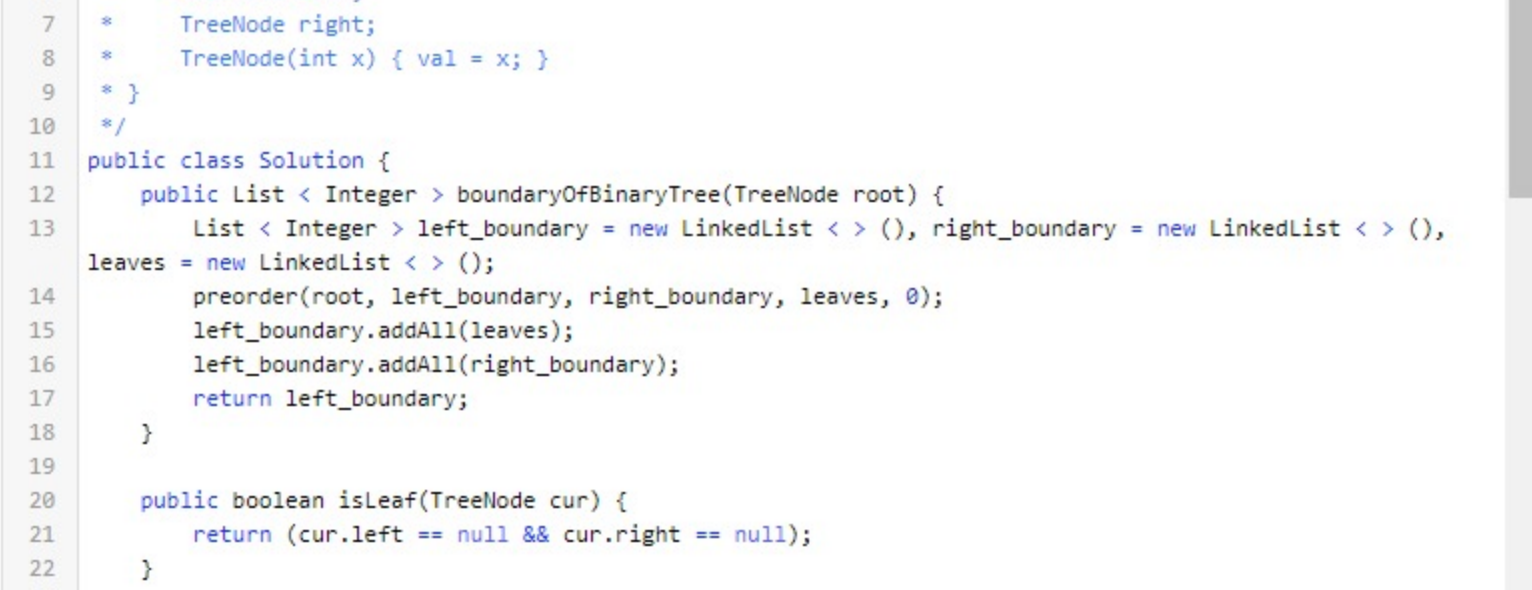 7 *     TreeNode right;
8 *     TreeNode(int x) { val = x; }
9 * }
10 */
11 public class Solution {
12     public List < Integer > boundaryOfBinaryTree(TreeNode root) {
13         List < Integer > left_boundary = new LinkedList < > (), right_boundary = new LinkedList < > (),
leaves = new LinkedList < > ();
14         preorder(root, left_boundary, right_boundary, leaves, 0);
15         left_boundary.addAll(leaves);
16         left_boundary.addAll(right_boundary);
17         return left_boundary;
18     }
19
20     public boolean isLeaf(TreeNode cur) {
21         return (cur.left == null && cur.right == null);
22     }